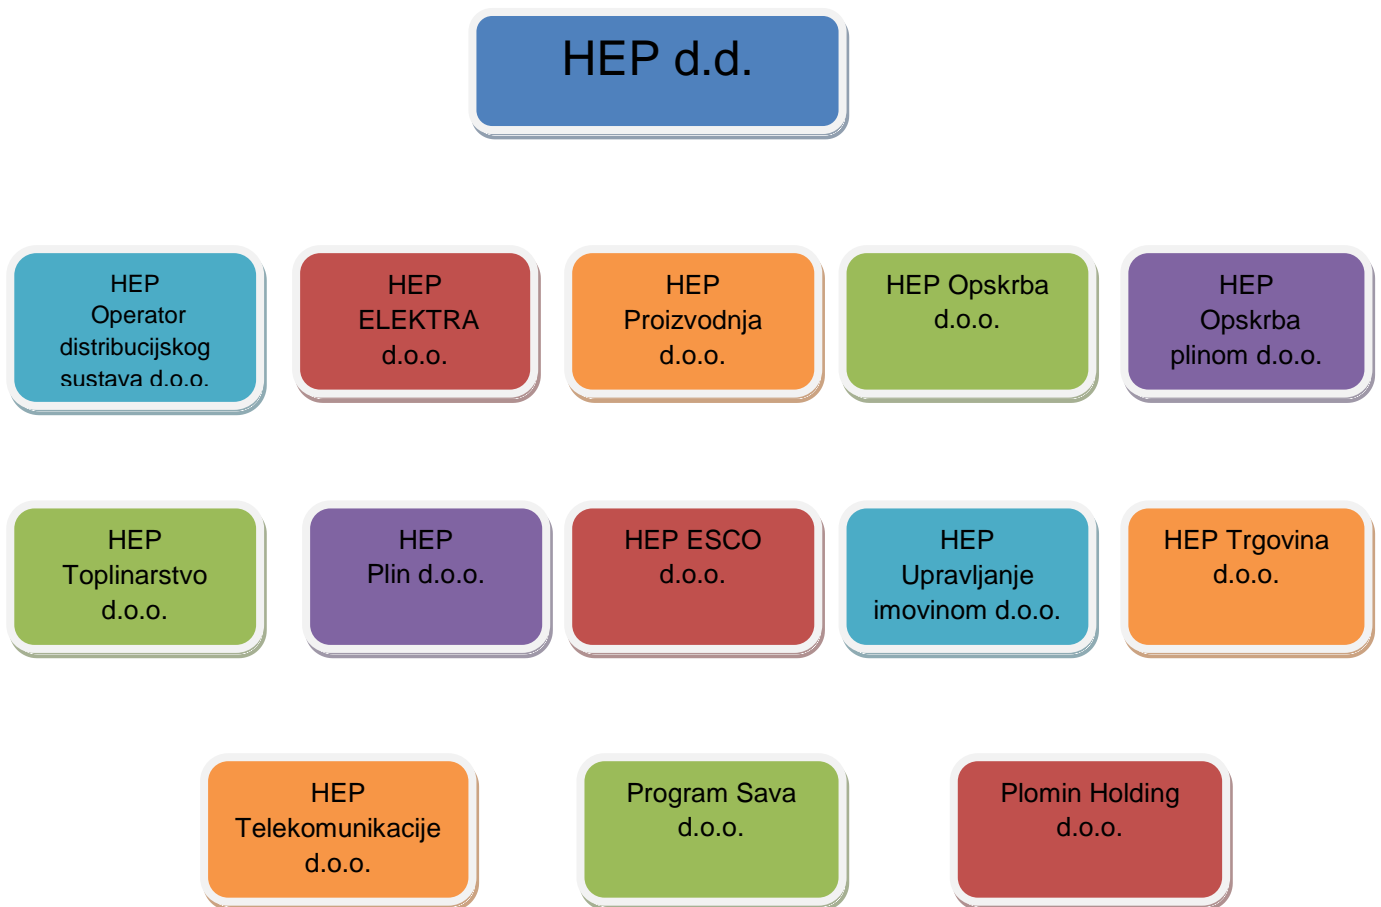 HEP d.d.
HEP
Operator
distribucijskog
sustava d.o.o.
HEP
ELEKTRA
d.o.o.
HEP
Proizvodnja
d.o.o.
HEP Opskrba
d.o.o.
HEP
Opskrba
plinom d.o.o.
HEP
Toplinarstvo
d.o.o.
HEP
Plin d.o.o.
HEP ESCO
d.o.o.
HEP
Upravljanje
imovinom d.o.o.
HEP Trgovina
d.o.o.
HEP
Telekomunikacije
d.o.o.
Program Sava
d.o.o.
Plomin Holding
d.o.o.